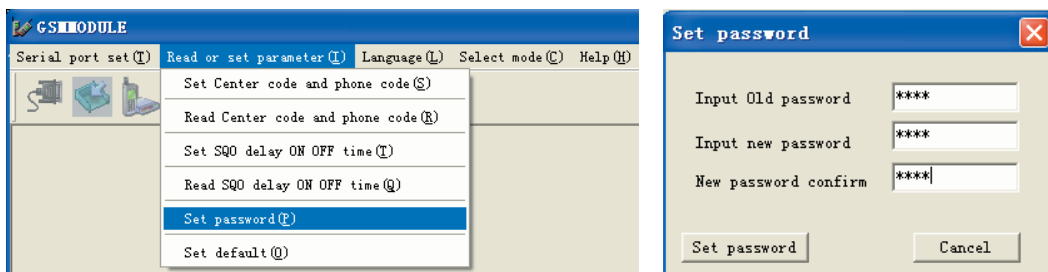 GSMMODULE
Serial port set(T) Read or set parameter(I) Language(L) Select mode(C) Help(H)
Set Center code and phone code(S)
Read Center code and phone code(R)
Set SQO delay ON OFF time(T)
Read SQO delay ON OFF time(Q)
Set password(P)
Set default(O)
Set password
Input Old password ****
Input new password ****
New password confirm ****
Set password Cancel